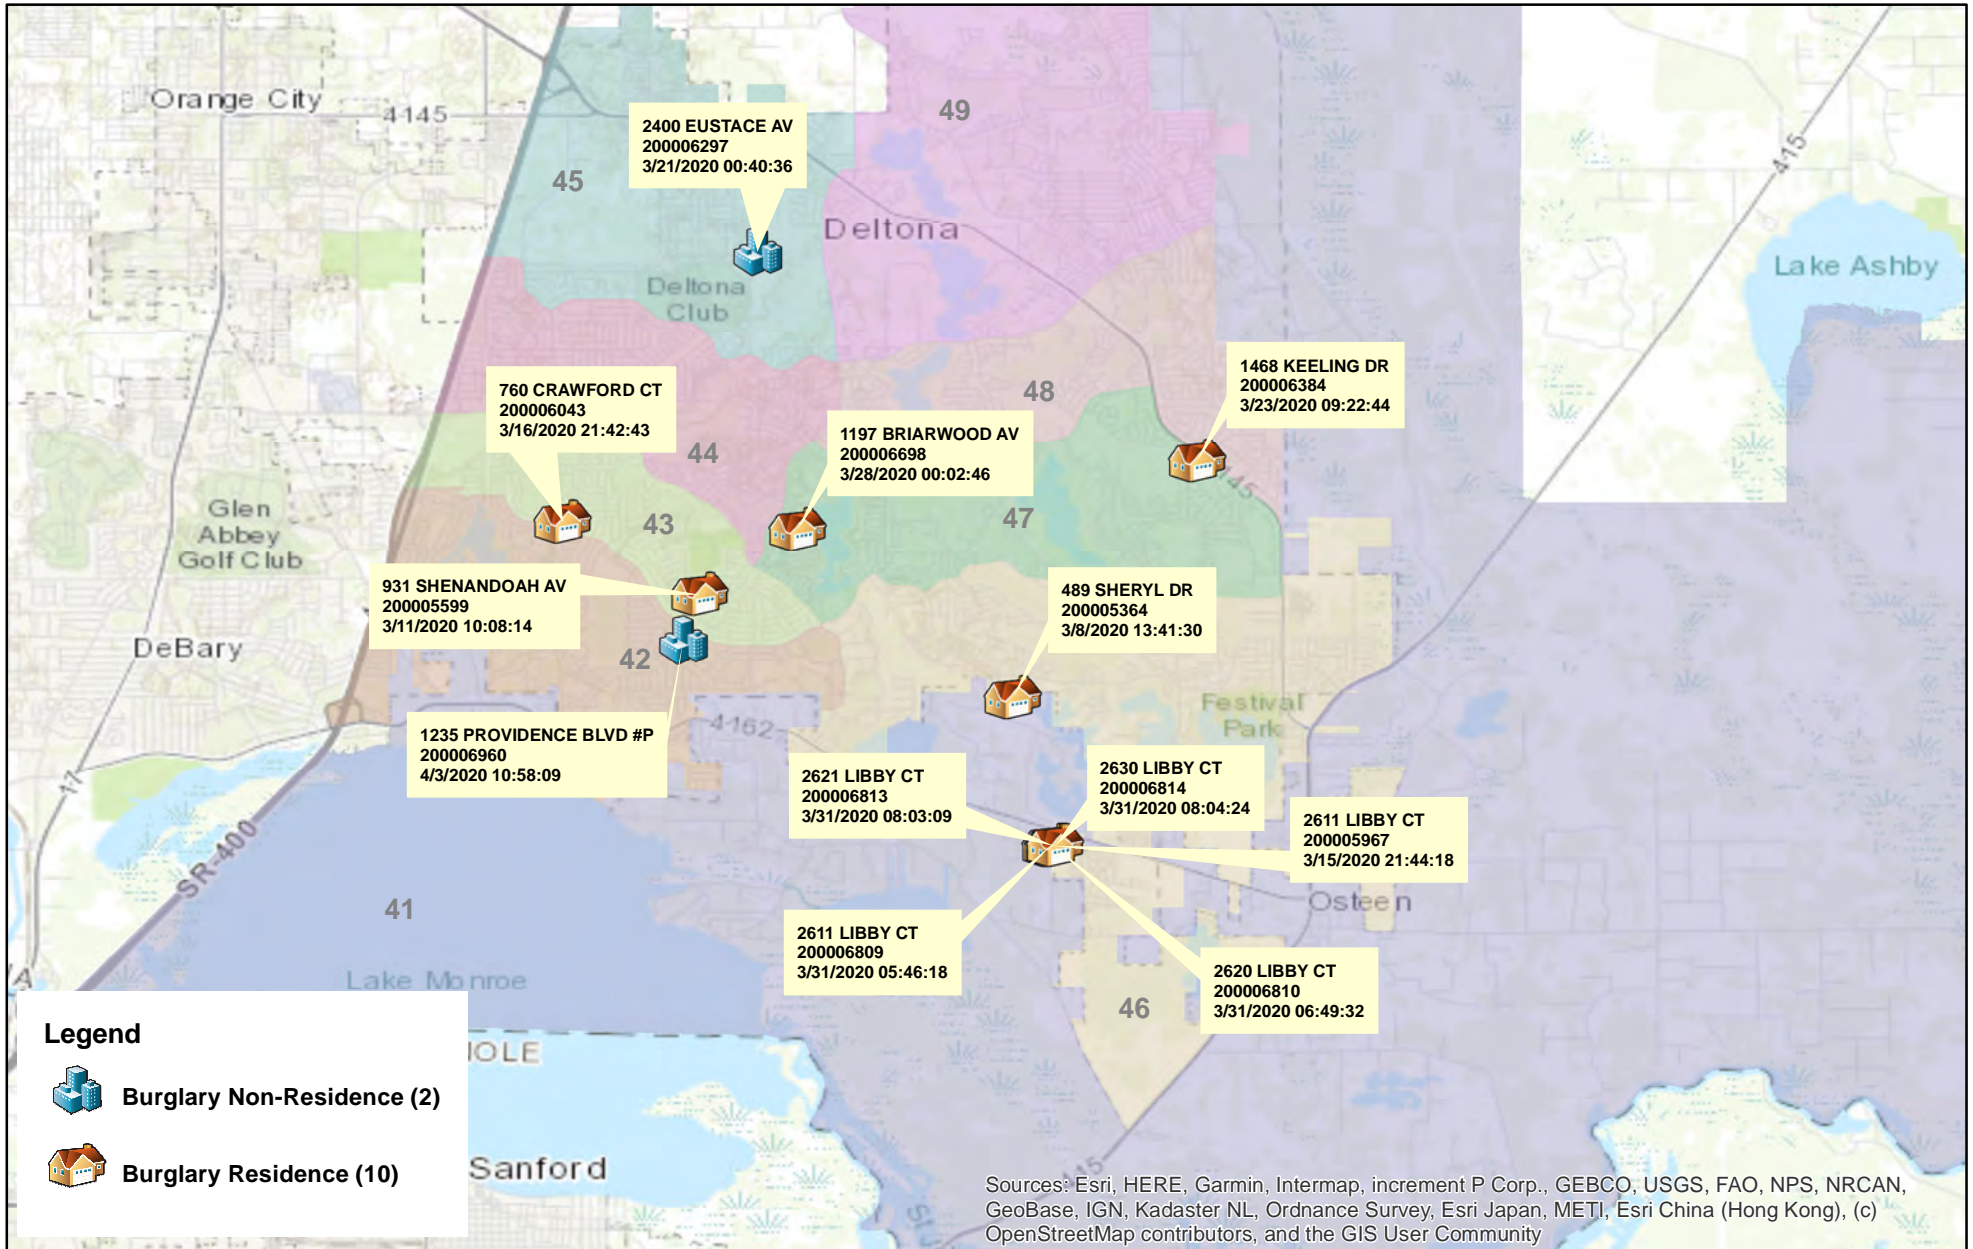 Orange City
4145
2400 EUSTACE AV
200006297
3/21/2020 00:40:36
49
45
Deltona
415
Lake Ashby
Deltona
Club
760 CRAWFORD CT
200006043
3/16/2020 21:42:43
48
1468 KEELING DR
200006384
3/23/2020 09:22:44
44
1197 BRIARWOOD AV
200006698
3/28/2020 00:02:46
4145
Glen
Abbey
Golf Club
43
47
931 SHENANDOAH AV
200005599
3/11/2020 10:08:14
489 SHERYL DR
200005364
3/8/2020 13:41:30
DeBary
42
Festival
Park
4162
1235 PROVIDENCE BLVD #P
200006960
4/3/2020 10:58:09
17
2621 LIBBY CT
200006813
3/31/2020 08:03:09
2630 LIBBY CT
200006814
3/31/2020 08:04:24
2611 LIBBY CT
200005967
3/15/2020 21:44:18
SR-400
41
Osteen
2611 LIBBY CT
200006809
3/31/2020 05:46:18
2620 LIBBY CT
200006810
3/31/2020 06:49:32
Lake Monroe
46
Legend
Burglary Non-Residence (2)
Burglary Residence (10)
Sanford
Sources: Esri, HERE, Garmin, Intermap, increment P Corp., GEBCO, USGS, FAO, NPS, NRCAN,
GeoBase, IGN, Kadaster NL, Ordnance Survey, Esri Japan, METI, Esri China (Hong Kong), (c)
OpenStreetMap contributors, and the GIS User Community